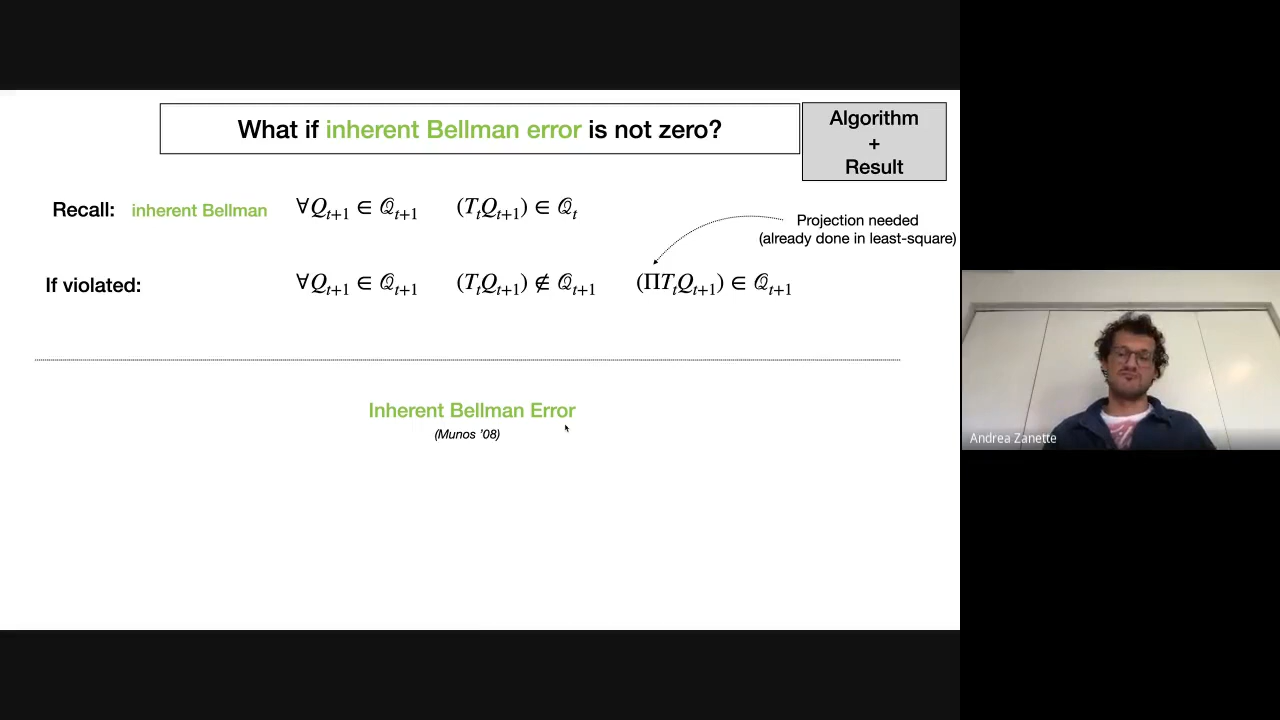 What if inherent Bellman error is not zero?
Algorithm
+
Result
Recall: inherent Bellman ∀Q_{t+1} ∈ 𝒬_{t+1} (T_tQ_{t+1}) ∈ 𝒬_t
Projection needed
(already done in least-square)
If violated: ∀Q_{t+1} ∈ 𝒬_{t+1} (T_tQ_{t+1}) ∉ 𝒬_{t+1} (ΠT_tQ_{t+1}) ∈ 𝒬_{t+1}
Inherent Bellman Error
(Munos '08)
Andrea Zanette